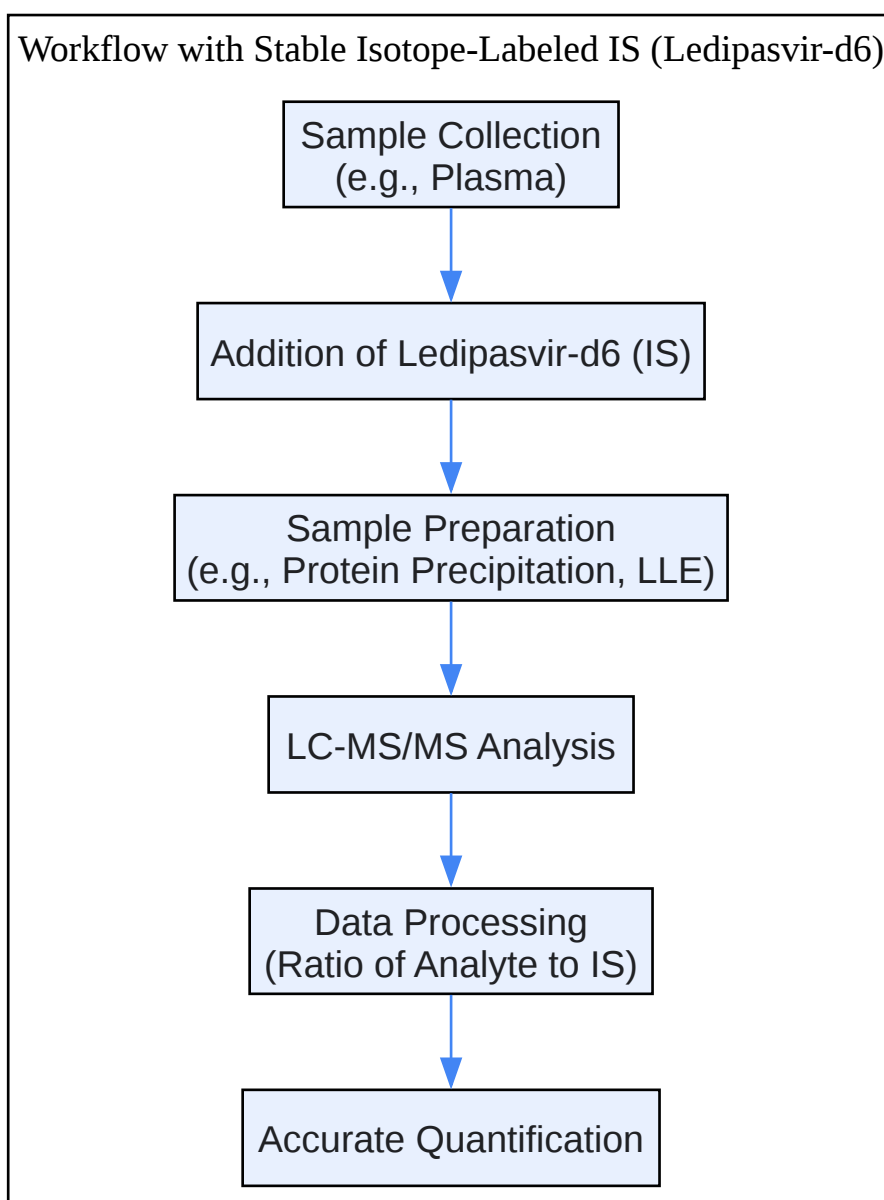 Workflow with Stable Isotope-Labeled IS (Ledipasvir-d6)
Sample Collection
(e.g., Plasma)
Addition of Ledipasvir-d6 (IS)
Sample Preparation
(e.g., Protein Precipitation, LLE)
LC-MS/MS Analysis
Data Processing
(Ratio of Analyte to IS)
Accurate Quantification